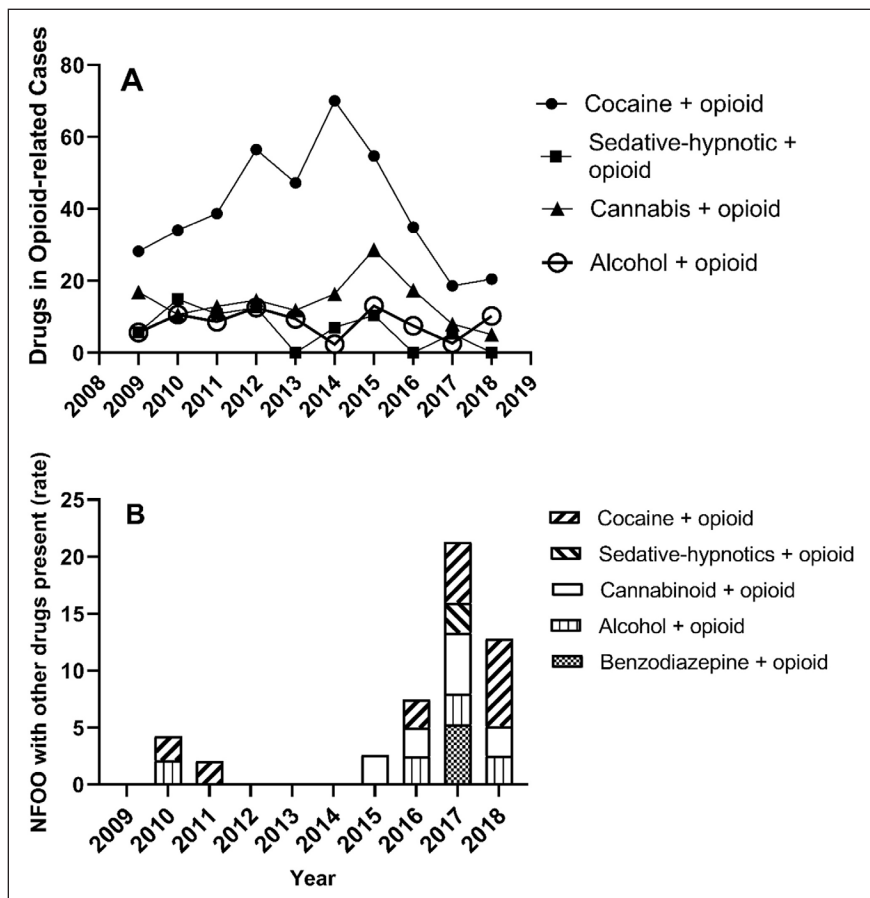 A
Drugs in Opioid-related Cases
80
60
40
20
0
2008
2009
2010
2011
2012
2013
2014
2015
2016
2017
2018
2019
Cocaine + opioid
Sedative-hypnotic +
opioid
Cannabis + opioid
Alcohol + opioid
B
NFOO with other drugs present (rate)
25
20
15
10
5
0
2009
2010
2011
2012
2013
2014
2015
2016
2017
2018
Year
Cocaine + opioid
Sedative-hypnotics + opioid
Cannabinoid + opioid
Alcohol + opioid
Benzodiazepine + opioid